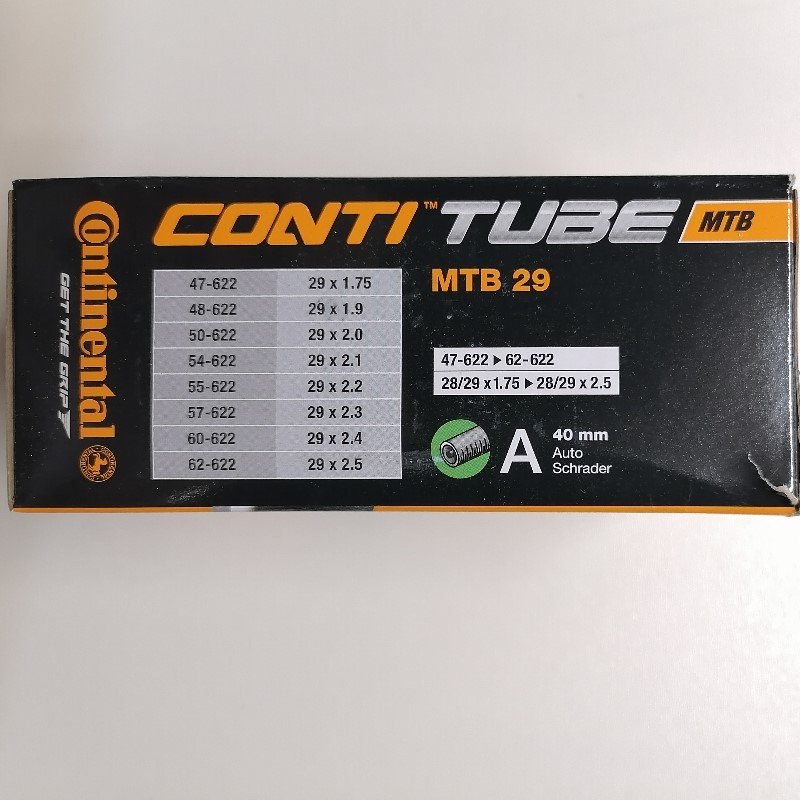 Continental
GET THE GRIP
CONTI™ TUBE MTB
47-622 29 x 1.75
48-622 29 x 1.9
50-622 29 x 2.0
54-622 29 x 2.1
55-622 29 x 2.2
57-622 29 x 2.3
60-622 29 x 2.4
62-622 29 x 2.5
MTB 29
47-622 ▸ 62-622
28/29 x 1.75 ▸ 28/29 x 2.5
A 40 mm
Auto
Schrader